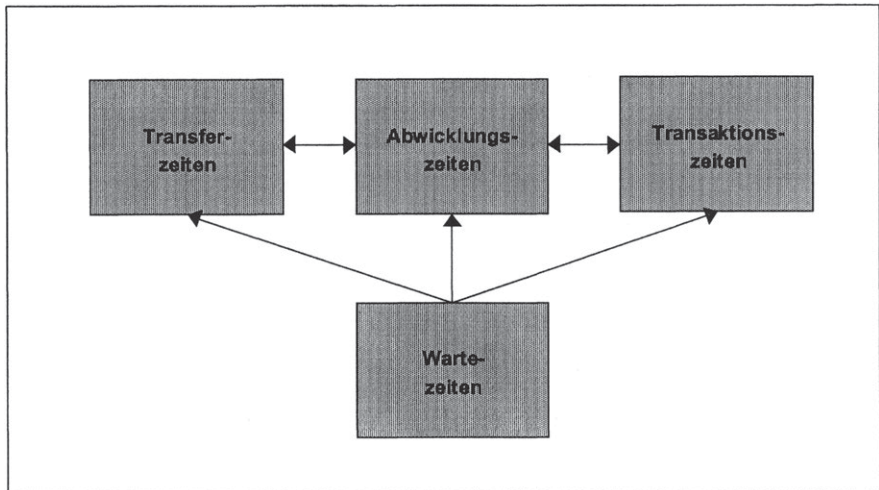 Transfer-
zeiten
Abwicklungs-
zeiten
Transaktions-
zeiten
Warte-
zeiten